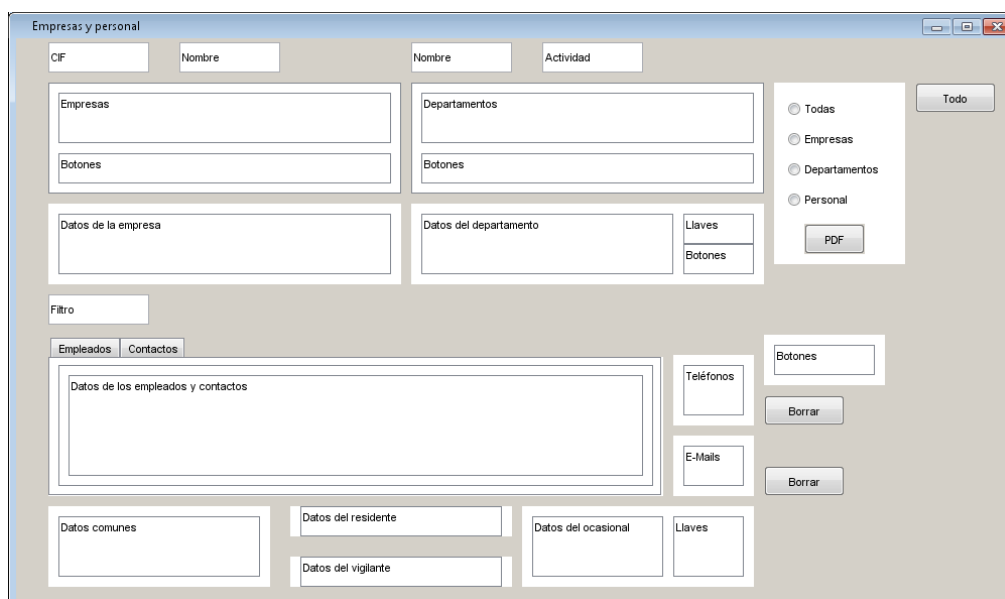 Empresas y personal
CIF
Nombre
Nombre
Actividad
Empresas
Botones
Departamentos
Botones
Todas
Empresas
Departamentos
Personal
PDF
Todo
Datos de la empresa
Datos del departamento
Llaves
Botones
Filtro
Empleados
Contactos
Datos de los empleados y contactos
Teléfonos
E-Mails
Botones
Borrar
Borrar
Datos comunes
Datos del residente
Datos del vigilante
Datos del ocasional
Llaves